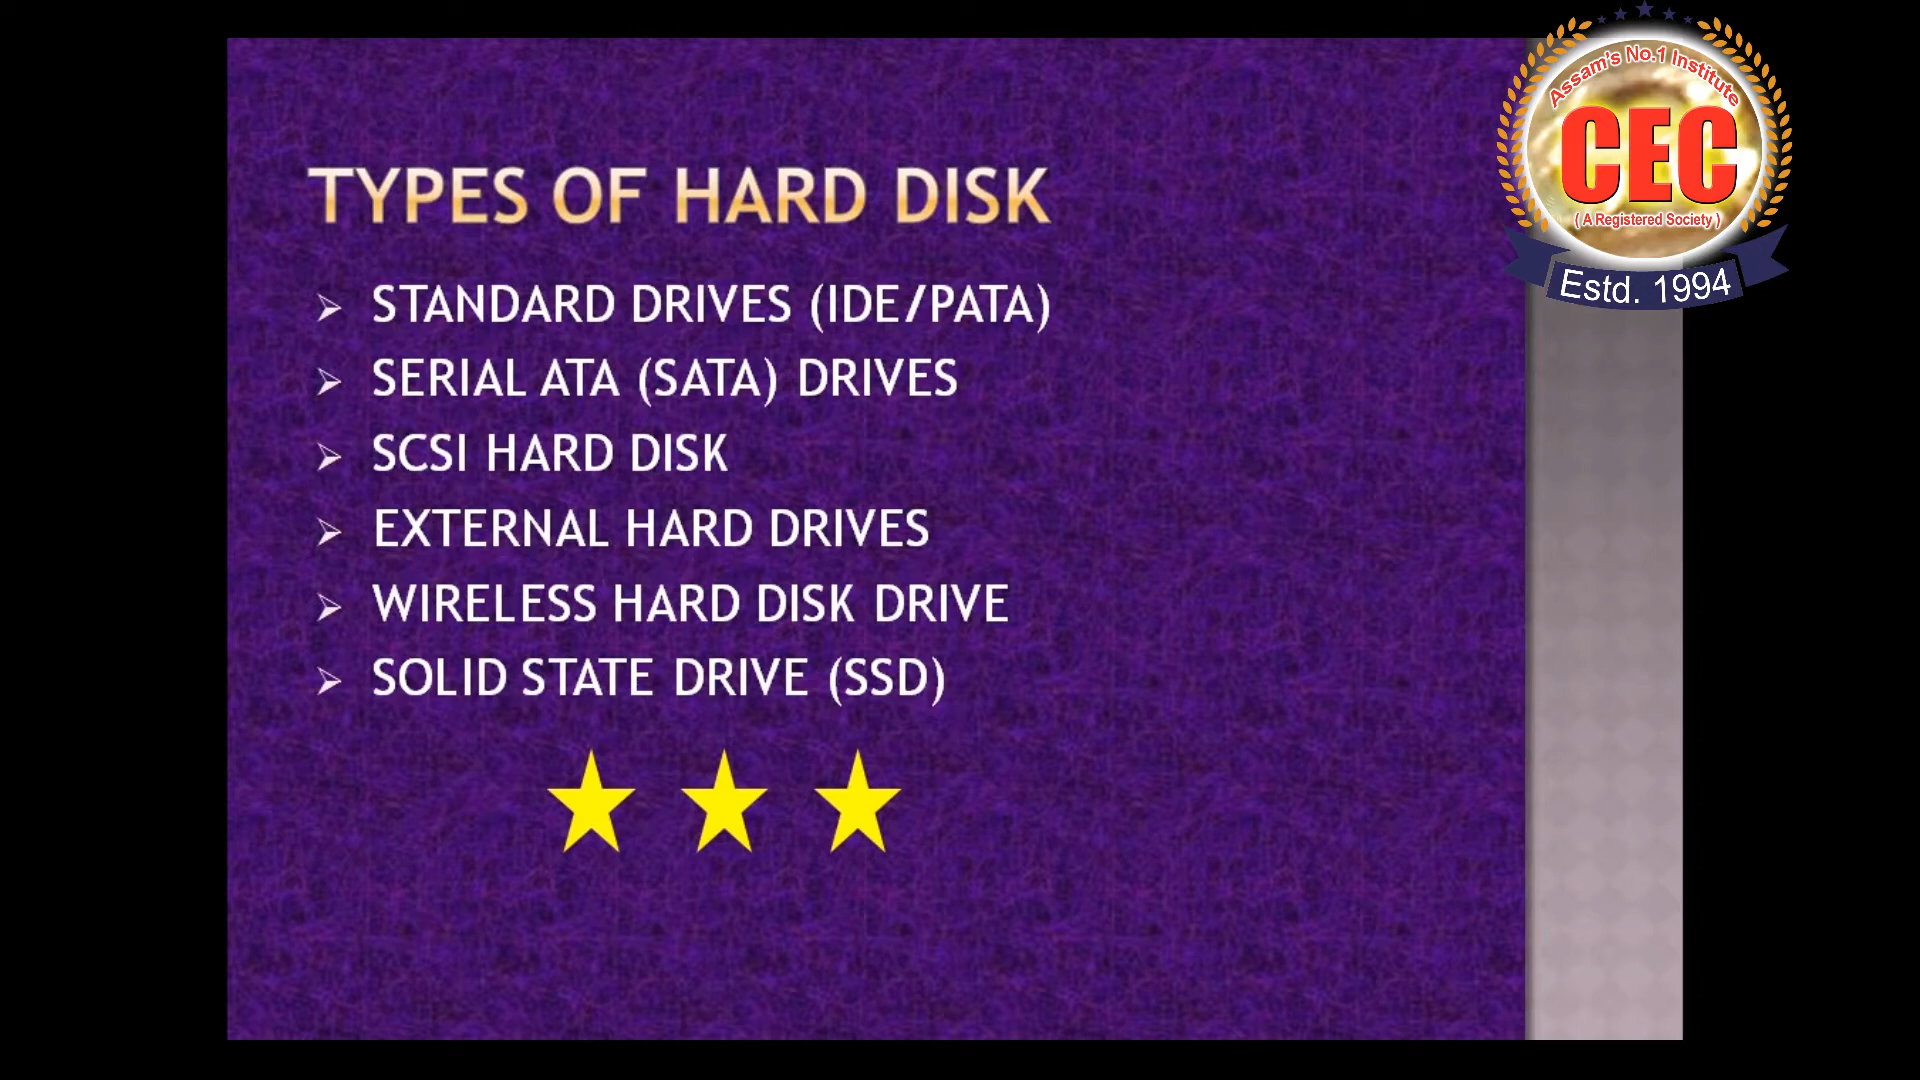 Assam's No.1 Institute
CEC
( A Registered Society )
Estd. 1994
TYPES OF HARD DISK
➢ STANDARD DRIVES (IDE/PATA)
➢ SERIAL ATA (SATA) DRIVES
➢ SCSI HARD DISK
➢ EXTERNAL HARD DRIVES
➢ WIRELESS HARD DISK DRIVE
➢ SOLID STATE DRIVE (SSD)